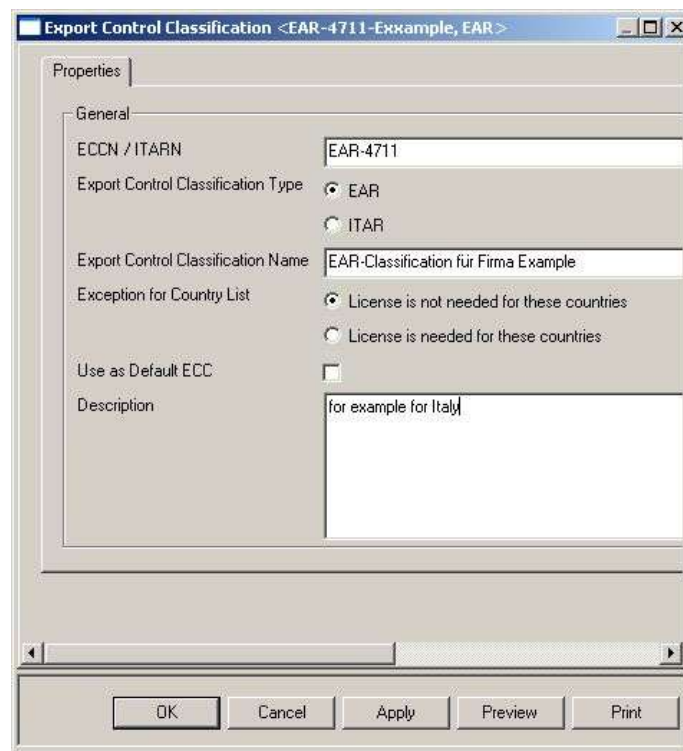 Export Control Classification <EAR-4711-Exxample, EAR>
Properties
General
ECCN / ITARN
EAR-4711
Export Control Classification Type
EAR
ITAR
Export Control Classification Name
EAR-Classification für Firma Example
Exception for Country List
License is not needed for these countries
License is needed for these countries
Use as Default ECC
Description
for example for Italy
OK
Cancel
Apply
Preview
Print